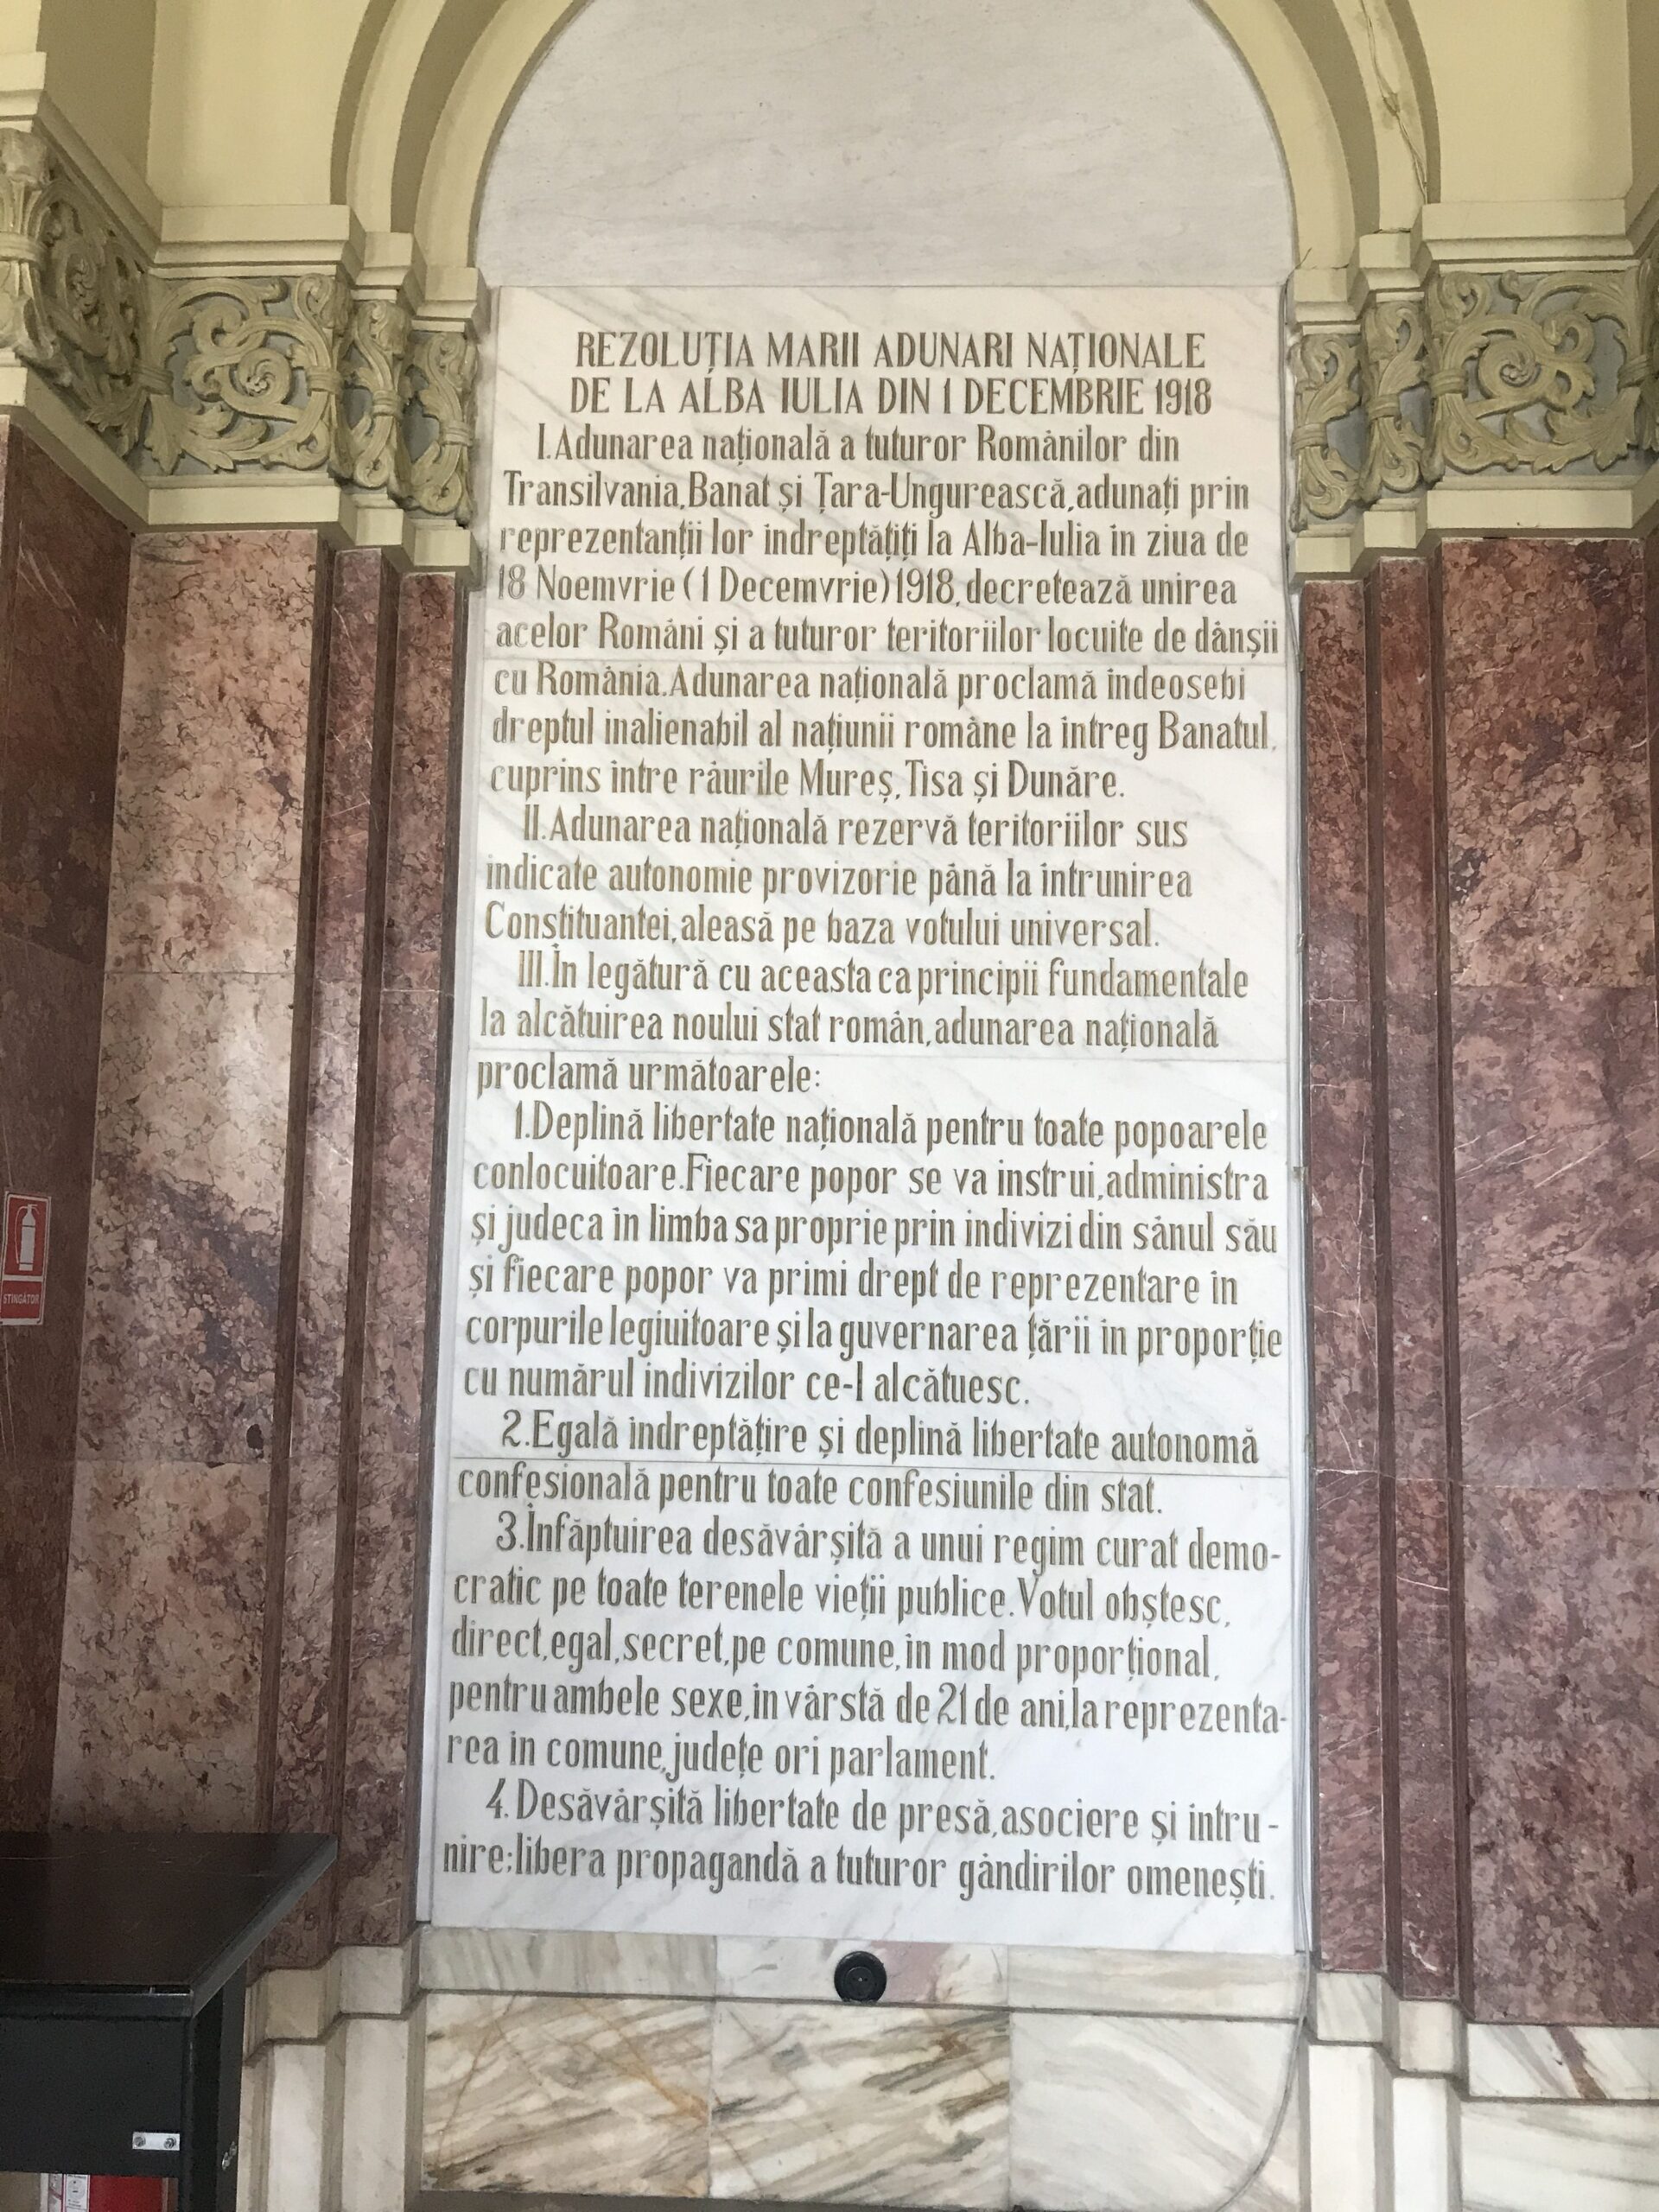 REZOLUȚIA MARII ADUNARI NAȚIONALE
DE LA ALBA IULIA DIN 1 DECEMBRIE 1918
I.Adunarea națională a tuturor Românilor din
Transilvania,Banat și Țara-Ungurească,adunați prin
reprezentanții lor îndreptățiți la Alba-Iulia în ziua de
18 Noemvrie (1 Decemvrie) 1918, decretează unirea
acelor Români și a tuturor teritoriilor locuite de dânșii
cu România.Adunarea națională proclamă îndeosebi
dreptul inalienabil al națiunii române la întreg Banatul,
cuprins între râurile Mureș, Tisa și Dunăre.
II.Adunarea națională rezervă teritoriilor sus
indicate autonomie provizorie până la întrunirea
Constituantei,aleasă pe baza votului universal.
III.În legătură cu aceasta ca principii fundamentale
la alcătuirea noului stat român,adunarea națională
proclamă următoarele:
1.Deplină libertate națională pentru toate popoarele
conlocuitoare.Fiecare popor se va instrui,administra
și judeca în limba sa proprie prin indivizi din sânul său
și fiecare popor va primi drept de reprezentare în
corpurile legiuitoare și la guvernarea țării în proporție
cu numărul indivizilor ce-l alcătuesc.
2.Egală îndreptățire și deplină libertate autonomă
confesională pentru toate confesiunile din stat.
3.Înfăptuirea desăvârșită a unui regim curat demo-
cratic pe toate terenele vieții publice.Votul obștesc,
direct,egal,secret,pe comune,în mod proporțional,
pentru ambele sexe,în vârstă de 21 de ani,la reprezenta-
rea în comune,județe ori parlament.
4. Desăvârșită libertate de presă,asociere și întru-
nire;libera propagandă a tuturor gândirilor omenești.
STINGĂTOR